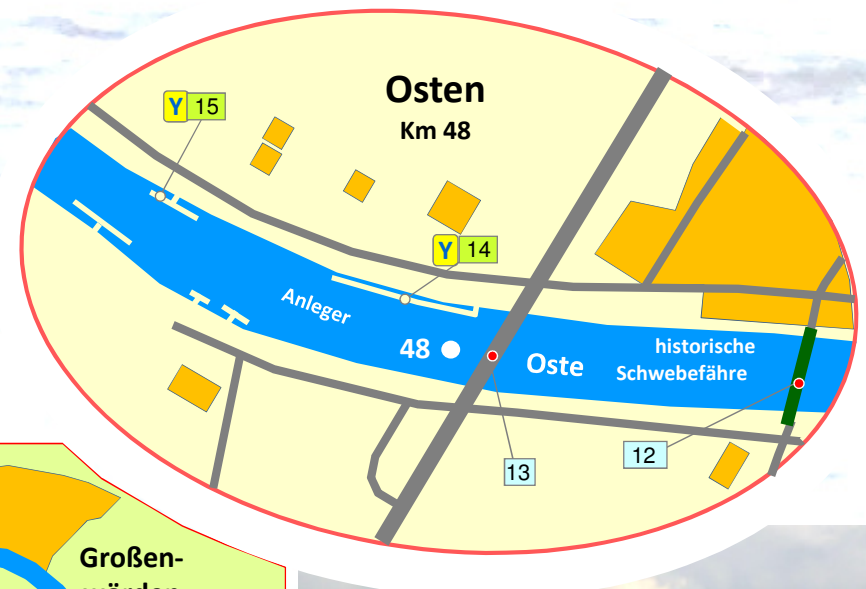 Osten
Km 48
Y 15
Y 14
Anleger
48
Oste
historische
Schwebefähre
13
12
Großen-